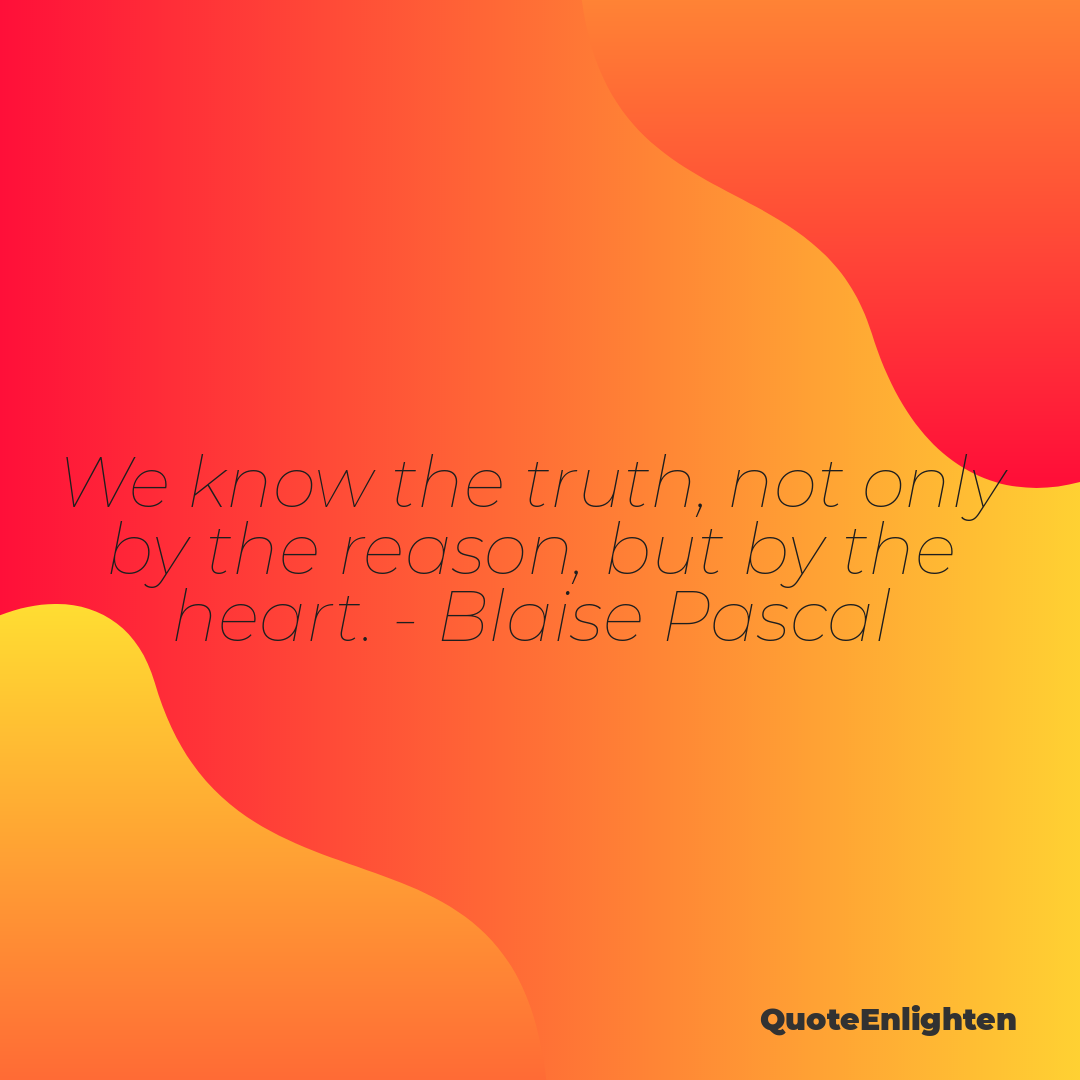 We know the truth, not only
by the reason, but by the
heart. - Blaise Pascal
QuoteEnlighten